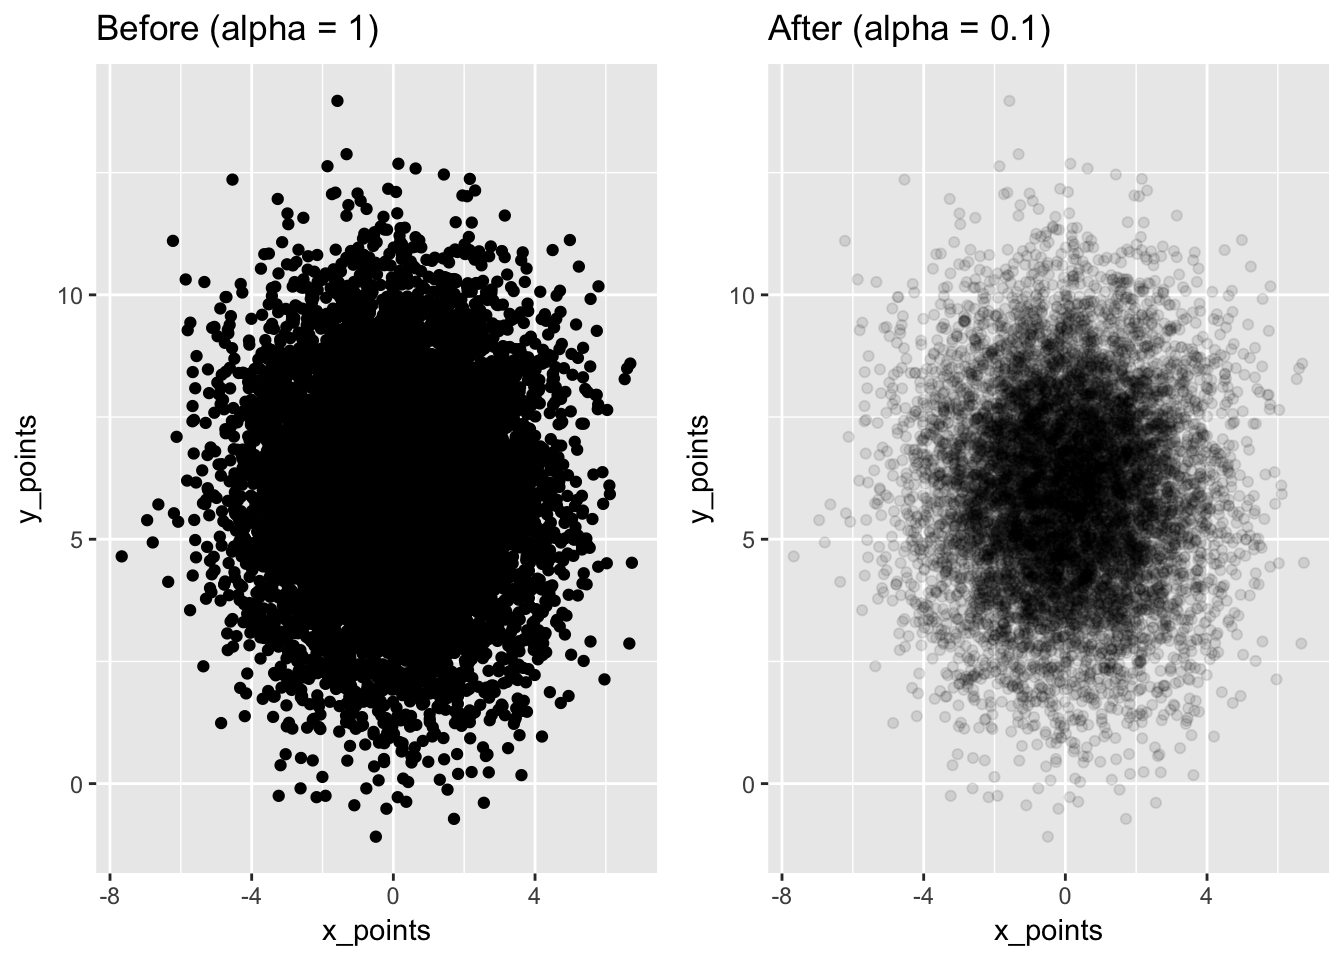 Before (alpha = 1)
y_points
10
5
0
-8 -4 0 4
x_points
After (alpha = 0.1)
y_points
10
5
0
-8 -4 0 4
x_points